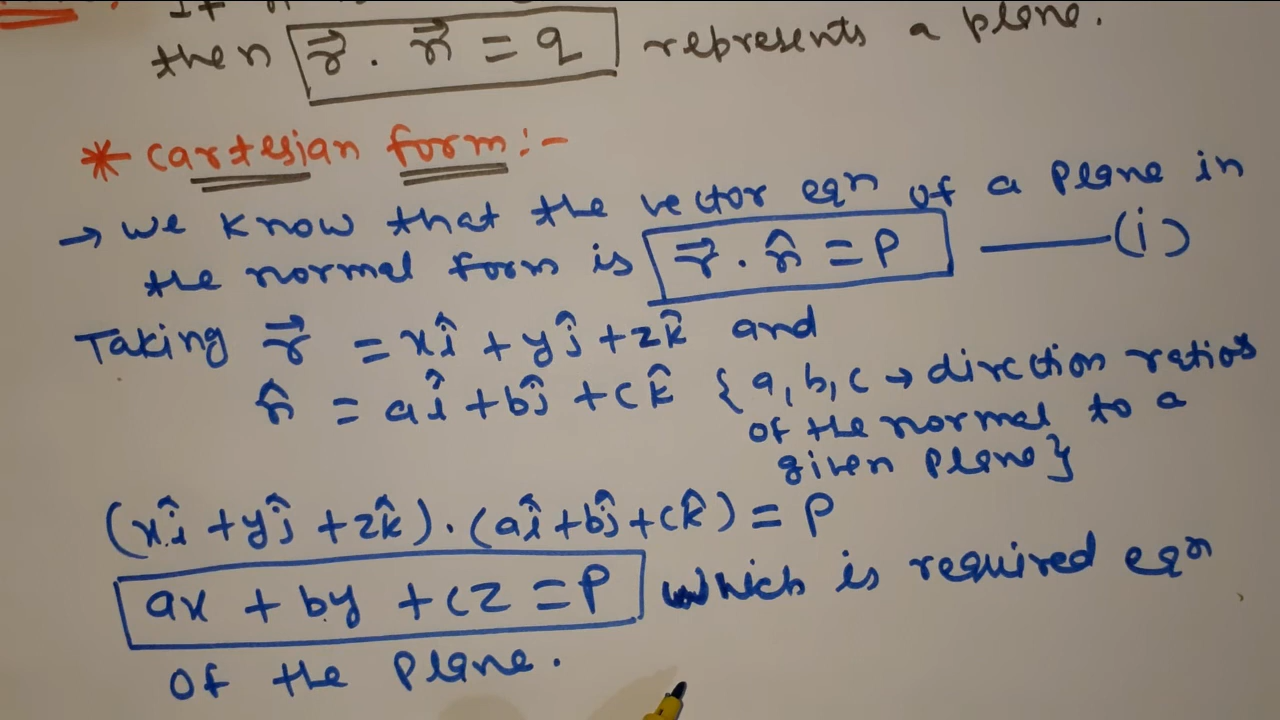 then r⃗ . n⃗ = q represents a plane.
* Cartesian form:-
→ we know that the vector eqn of a plane in
the normal form is r⃗ . n̂ = p ——— (i)
Taking r⃗ = xî + yĵ + zk̂ and
n̂ = aî + bĵ + ck̂ {a, b, c → direction ratios
of the normal to a
given plane}
(xî + yĵ + zk̂) . (aî + bĵ + ck̂) = p
ax + by + cz = p which is required eqn
of the plane.